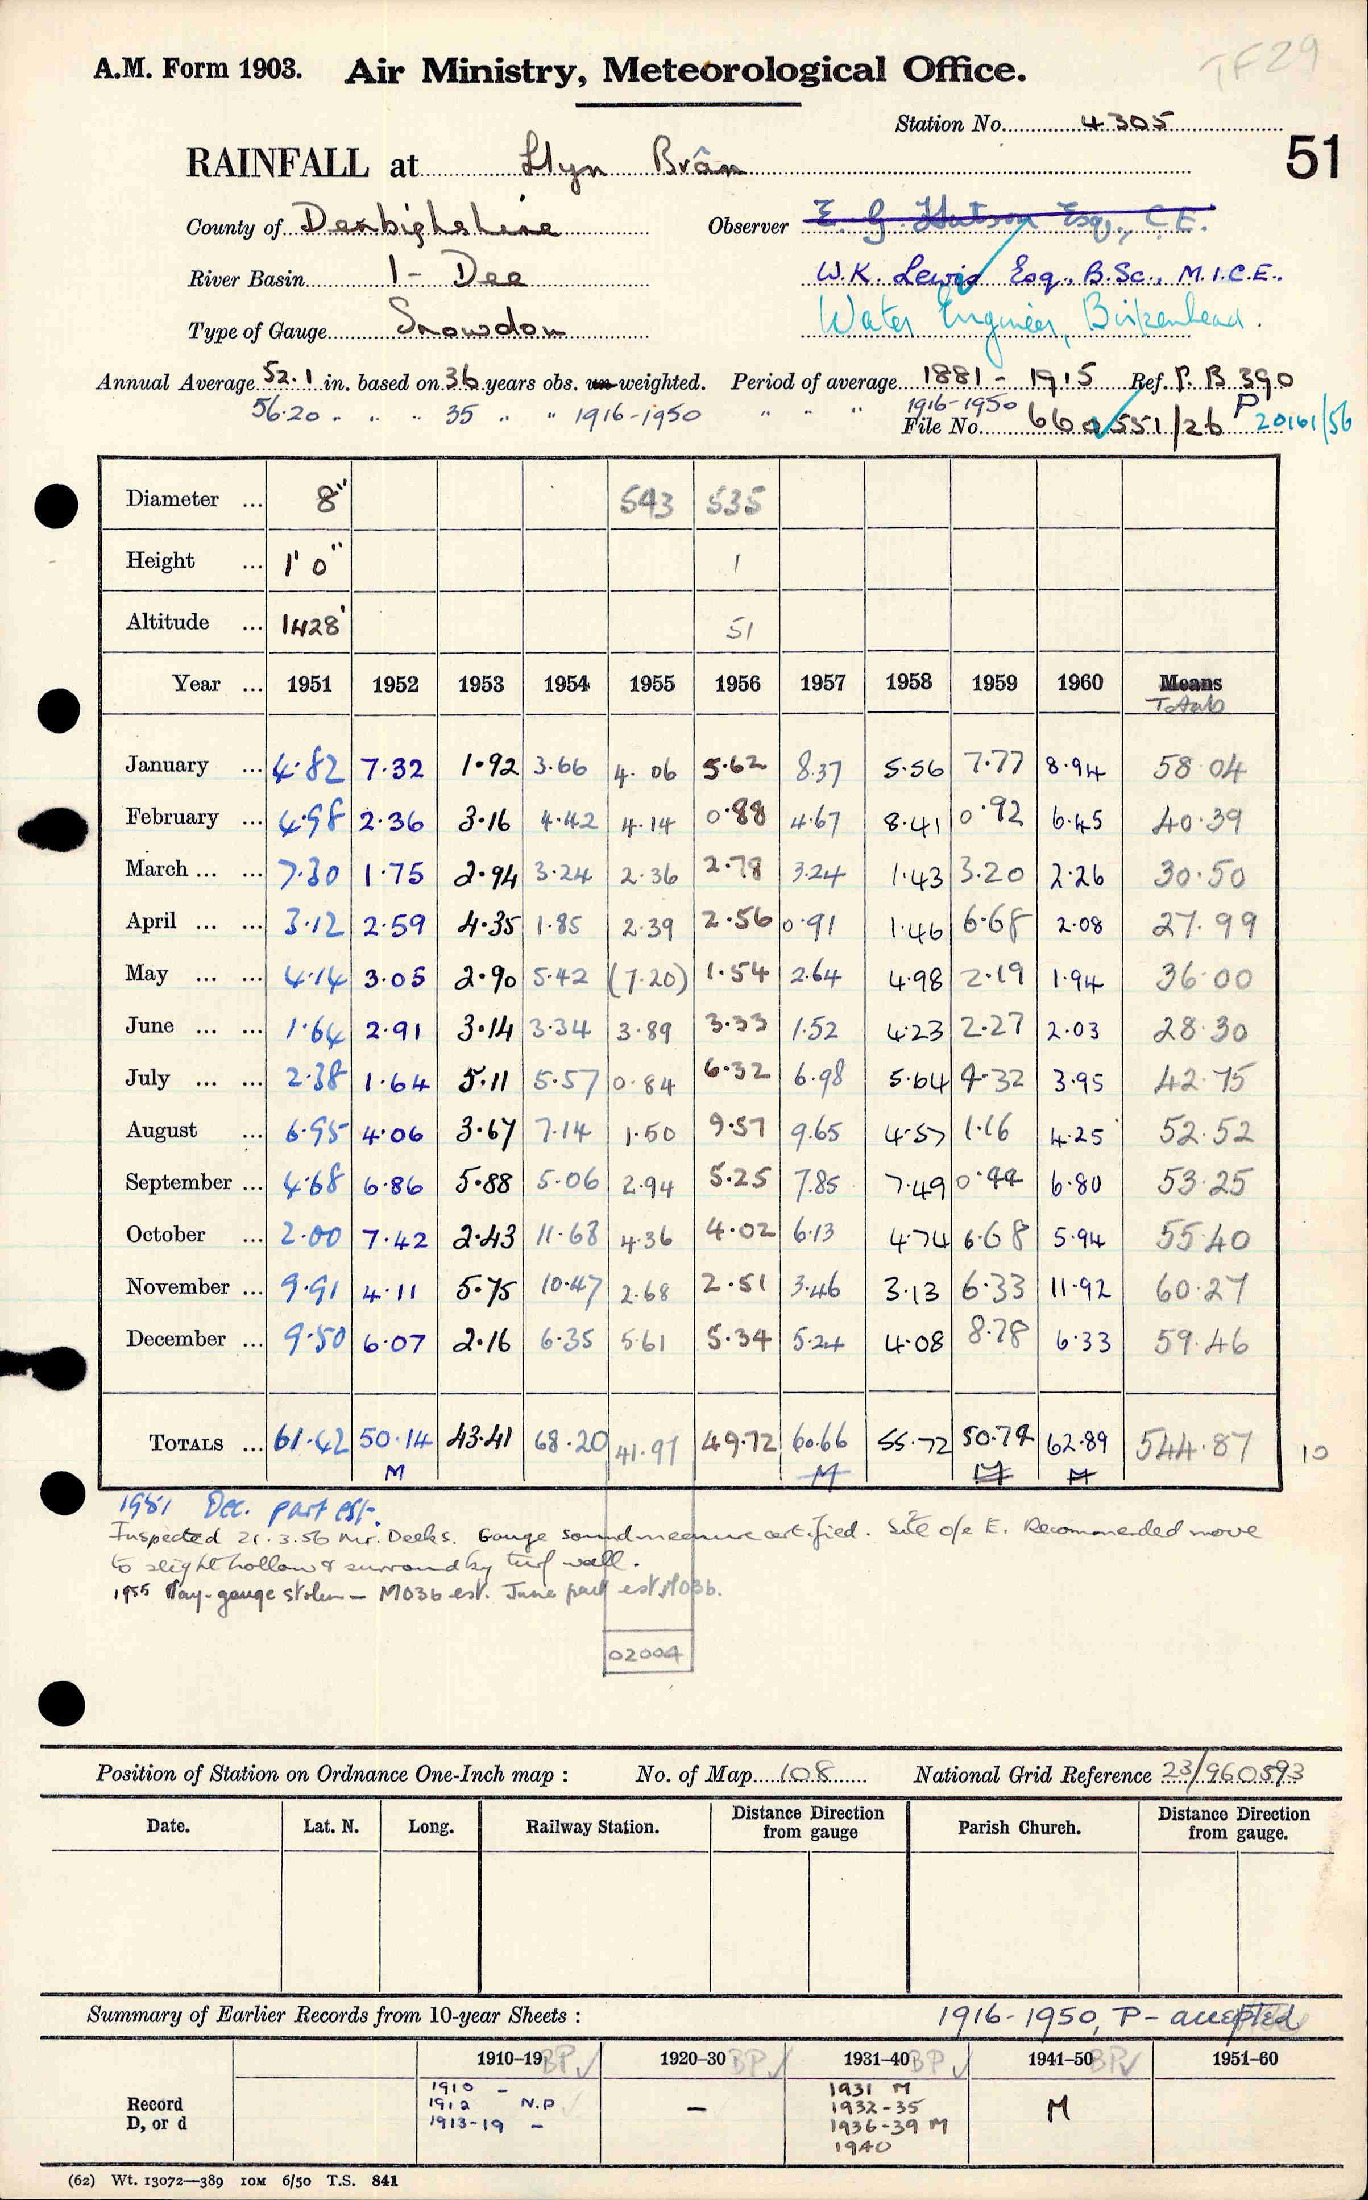 TF29
A.M. Form 1903. Air Ministry, Meteorological Office.
Station No. 4305
51
RAINFALL at Llyn Brân
County of Denbighshire Observer E. G. Hatson Esq., C.E.
River Basin 1 - Dee W.K. Lewis Esq., B.Sc., M.I.C.E.
Type of Gauge Snowdon Water Engineer, Birkenhead.
Annual Average 52.1 in. based on 36 years obs. un-weighted. Period of average 1881 - 1915 Ref. P. B 390
56.20 " " " 35 " " 1916-1950 " " " 1916-1950
File No. 660551/26 P 20161/56
Diameter ... 8" 543 535
Height ... 1' 0" 1
Altitude ... 1428' 51
Year ... 1951 1952 1953 1954 1955 1956 1957 1958 1959 1960 Means
Totals
January ... 4.82 7.32 1.92 3.66 4.06 5.62 8.37 5.56 7.77 8.94 58.04
February ... 4.98 2.36 3.16 4.42 4.14 0.88 4.67 8.41 0.92 6.45 40.39
March ... ... 7.30 1.75 2.94 3.24 2.36 2.78 3.24 1.43 3.20 2.26 30.50
April ... ... 3.12 2.59 4.35 1.85 2.39 2.56 0.91 1.46 6.68 2.08 27.99
May ... ... 4.14 3.05 2.90 5.42 (7.20) 1.54 2.64 4.98 2.19 1.94 36.00
June ... ... 1.64 2.91 3.14 3.34 3.89 3.33 1.52 4.23 2.27 2.03 28.30
July ... ... 2.38 1.64 5.11 5.57 0.84 6.32 6.98 5.64 4.32 3.95 42.75
August ... 6.95 4.06 3.67 7.14 1.50 9.57 9.65 4.57 1.16 4.25 52.52
September ... 4.68 6.86 5.88 5.06 2.94 5.25 7.85 7.49 0.44 6.80 53.25
October ... 2.00 7.42 2.43 11.68 4.36 4.02 6.13 4.74 6.68 5.94 55.40
November ... 9.91 4.11 5.75 10.47 2.68 2.51 3.46 3.13 6.33 11.92 60.27
December ... 9.50 6.07 2.16 6.35 5.61 5.34 5.24 4.08 8.78 6.33 59.46
TOTALS ... 61.42 50.14 43.41 68.20 41.97 49.72 60.66 55.72 50.74 62.89 544.87 10
M M M M
1951 Dec. part est.
Inspected 21.3.56 Mr. Deeks. Gauge sound measure certified. Site o/e E. Recommended move
to slight hollow & surround by turf wall.
1955 May - gauge stolen - M036 est. June part est M036.
02004
Position of Station on Ordnance One-Inch map : No. of Map 108 National Grid Reference 23/960593
Date. Lat. N. Long. Railway Station. Distance Direction from gauge Parish Church. Distance Direction from gauge.
Summary of Earlier Records from 10-year Sheets : 1916-1950, P - accepted
1910-19 BP✓ 1920-30 BP✓ 1931-40 BP✓ 1941-50 BP✓ 1951-60
Record D, or d
1910 -
1912 N.P
1913-19 -
-
1931 M
1932-35
1936-39 M
1940
M
(62) Wt. 13072—389 10M 6/50 T.S. 841